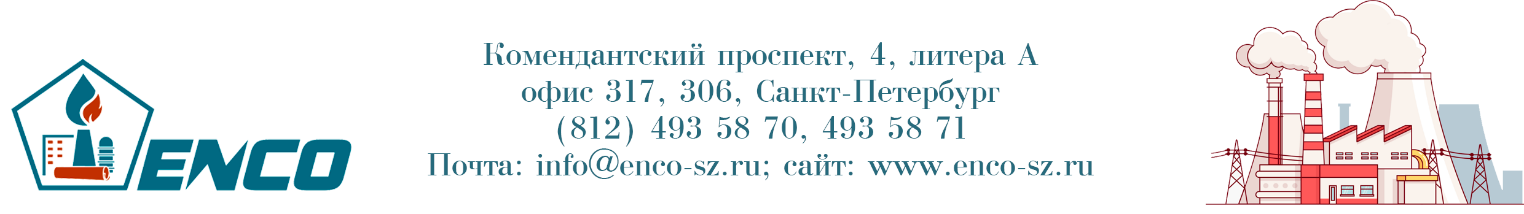 Комендантский проспект, 4, литера А
офис 317, 306, Санкт-Петербург
(812) 493 58 70, 493 58 71
Почта: info@enco-sz.ru; сайт: www.enco-sz.ru
ENCO